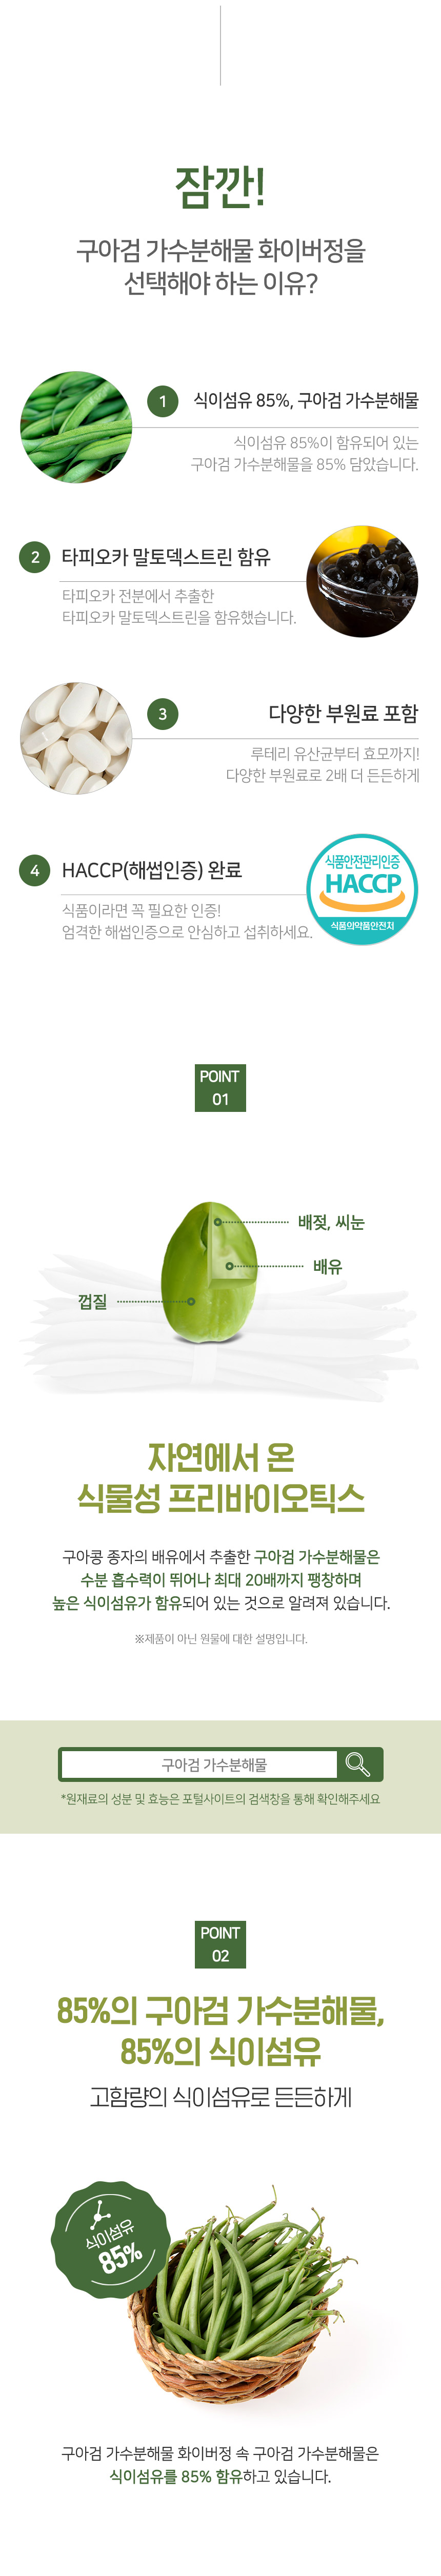 잠깐!
구아검 가수분해물 화이버정을
선택해야 하는 이유?
1 식이섬유 85%, 구아검 가수분해물
식이섬유 85%이 함유되어 있는
구아검 가수분해물을 85% 담았습니다.
2 타피오카 말토덱스트린 함유
타피오카 전분에서 추출한
타피오카 말토덱스트린을 함유했습니다.
3 다양한 부원료 포함
루테리 유산균부터 효모까지!
다양한 부원료로 2배 더 든든하게
4 HACCP(해썹인증) 완료
식품이라면 꼭 필요한 인증!
엄격한 해썹인증으로 안심하고 섭취하세요.
식품안전관리인증
HACCP
식품의약품안전처
POINT
01
배젖, 씨눈
배유
껍질
자연에서 온
식물성 프리바이오틱스
구아콩 종자의 배유에서 추출한 구아검 가수분해물은
수분 흡수력이 뛰어나 최대 20배까지 팽창하며
높은 식이섬유가 함유되어 있는 것으로 알려져 있습니다.
※제품이 아닌 원물에 대한 설명입니다.
구아검 가수분해물
*원재료의 성분 및 효능은 포털사이트의 검색창을 통해 확인해주세요
POINT
02
85%의 구아검 가수분해물,
85%의 식이섬유
고함량의 식이섬유로 든든하게
식이섬유
85%
구아검 가수분해물 화이버정 속 구아검 가수분해물은
식이섬유를 85% 함유하고 있습니다.